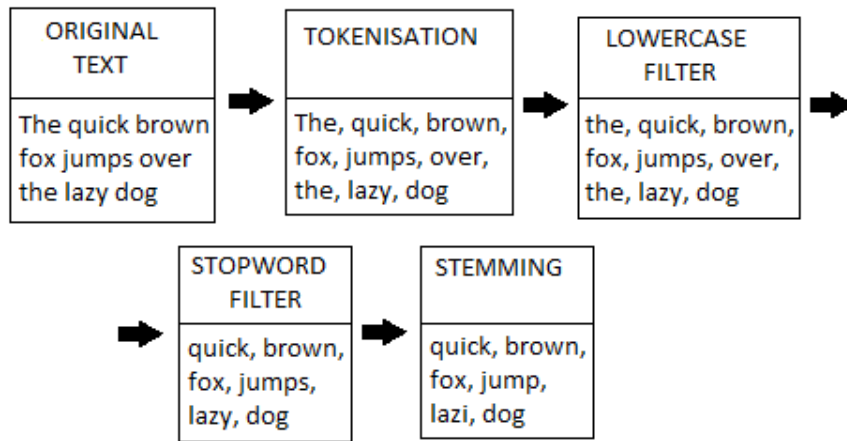 ORIGINAL
TEXT
The quick brown
fox jumps over
the lazy dog
TOKENISATION
The, quick, brown,
fox, jumps, over,
the, lazy, dog
LOWERCASE
FILTER
the, quick, brown,
fox, jumps, over,
the, lazy, dog
STOPWORD
FILTER
quick, brown,
fox, jumps,
lazy, dog
STEMMING
quick, brown,
fox, jump,
lazi, dog